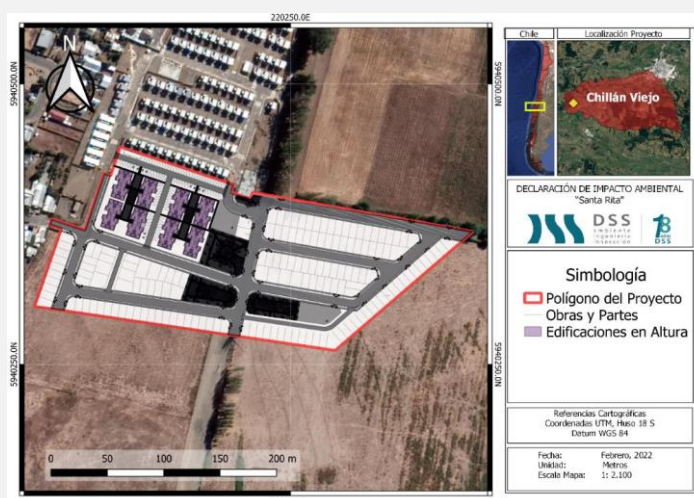 220250.0E
5940500.0N
5940500.0N
N
5940250.0N
5940250.0N
0 50 100 150 200 m
Chile
Localización Proyecto
Chillán Viejo
DECLARACIÓN DE IMPACTO AMBIENTAL
"Santa Rita"
DSS
ambiente
ingeniería
innovación
18
DSS
Simbología
Polígono del Proyecto
Obras y Partes
Edificaciones en Altura
Referencias Cartográficas
Coordenadas UTM, Huso 18 S
Datum WGS 84
Fecha: Febrero, 2022
Unidad: Metros
Escala Mapa: 1: 2.100